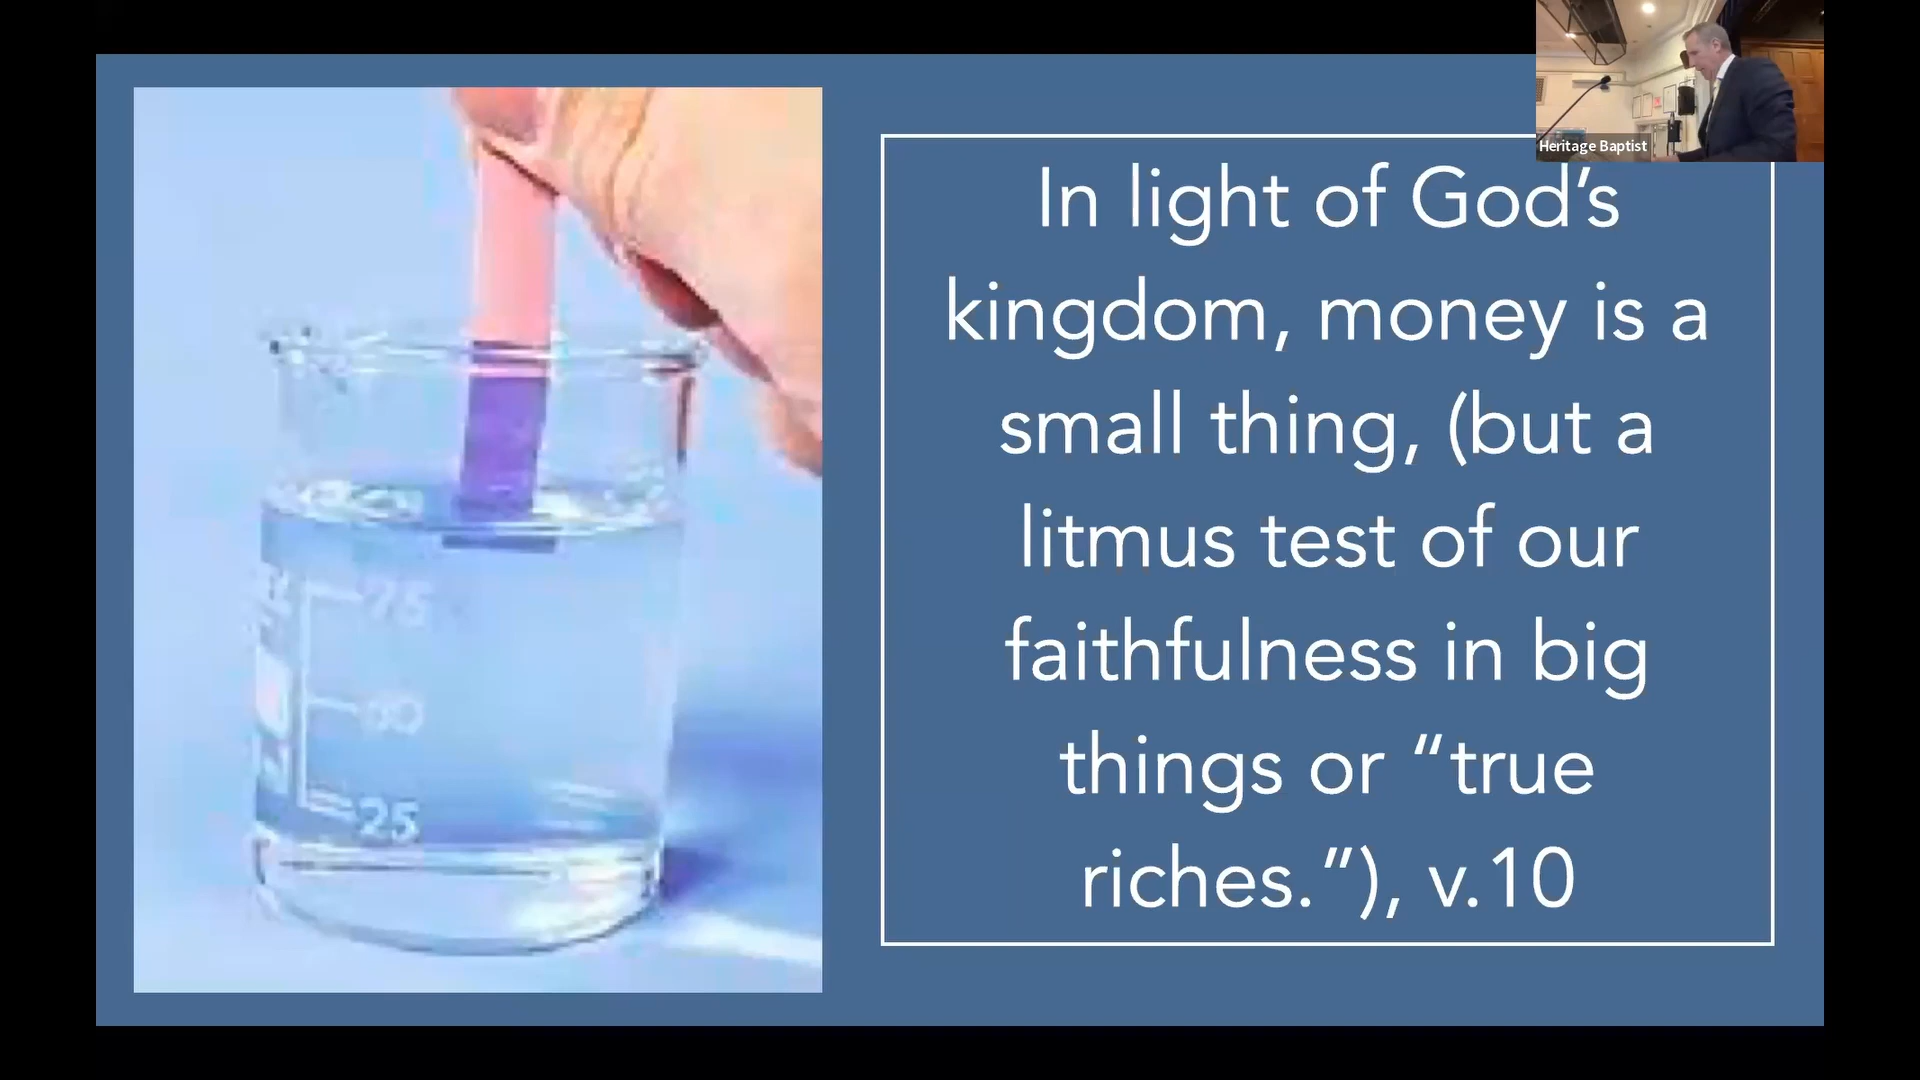 Heritage Baptist
In light of God’s
kingdom, money is a
small thing, (but a
litmus test of our
faithfulness in big
things or “true
riches.”), v.10
75
25